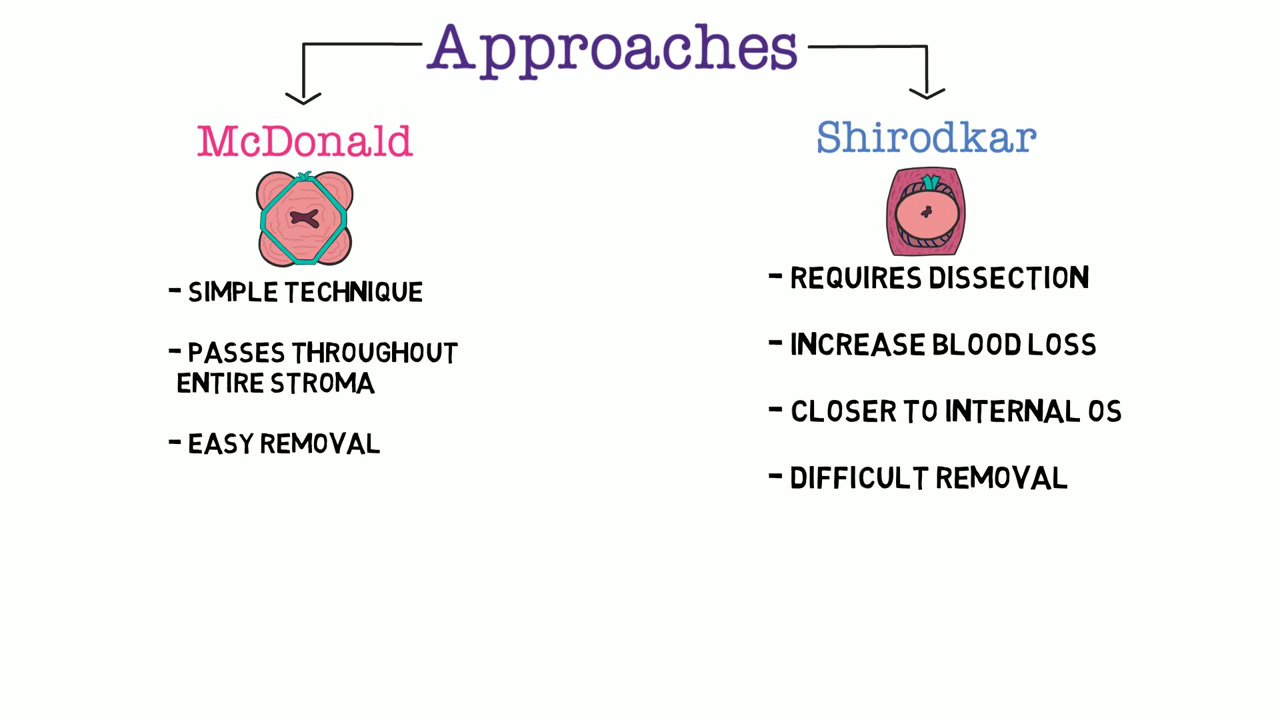 Approaches
McDonald
- SIMPLE TECHNIQUE
- PASSES THROUGHOUT
ENTIRE STROMA
- EASY REMOVAL
Shirodkar
- REQUIRES DISSECTION
- INCREASE BLOOD LOSS
- CLOSER TO INTERNAL OS
- DIFFICULT REMOVAL